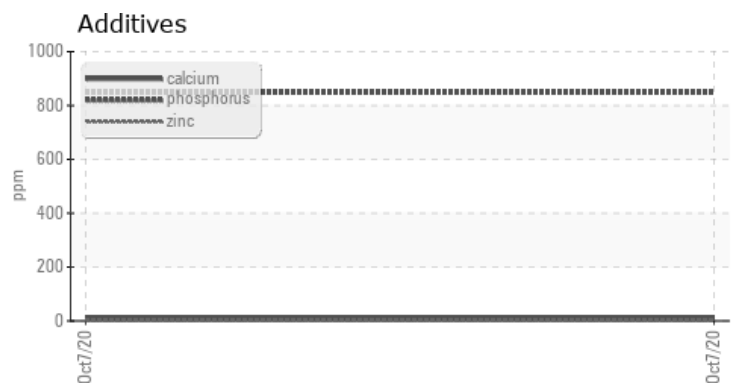 Additives
1000
calcium
phosphorus
800
zinc
600
ppm
400
200
0
Oct7/20
Oct7/20